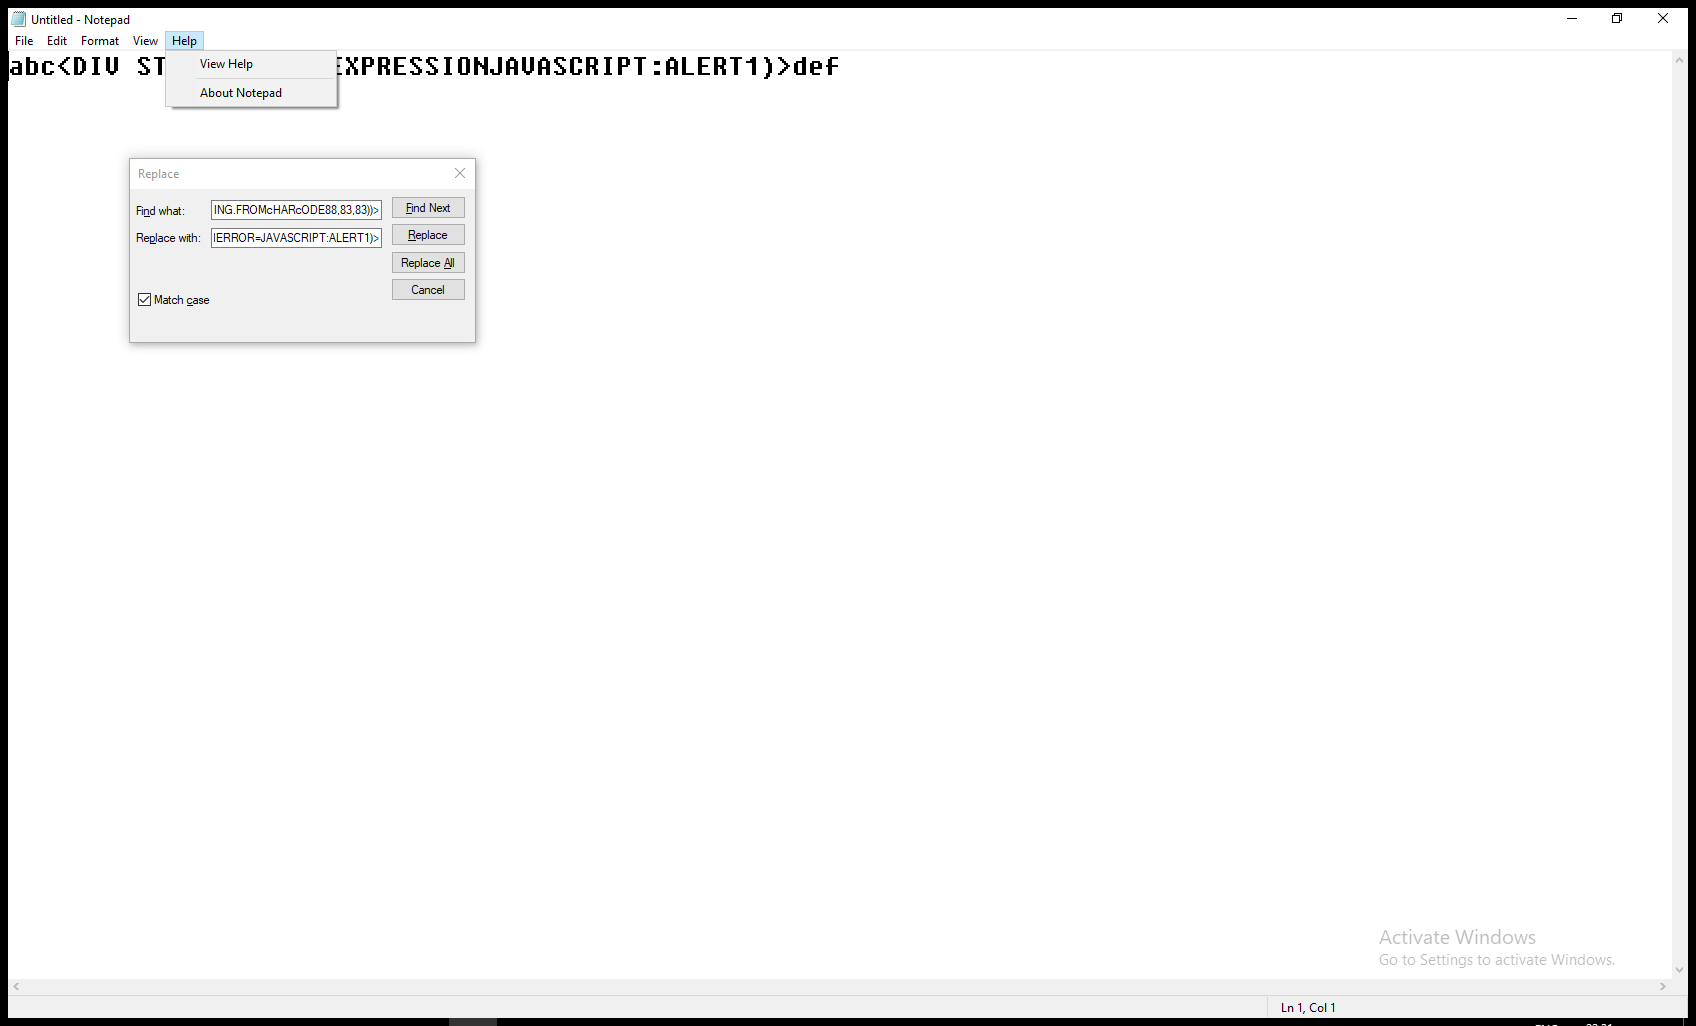 Untitled - Notepad
File Edit Format View Help
abc<DIV ST EXPRESSIONJAVASCRIPT:ALERT1)>def
View Help
About Notepad
Replace
Find what: ING.FROMcHARcODE88,83,83))> Find Next
Replace with: IERROR=JAVASCRIPT:ALERT1)> Replace
Replace All
Cancel
Match case
Activate Windows
Go to Settings to activate Windows.
Ln 1, Col 1